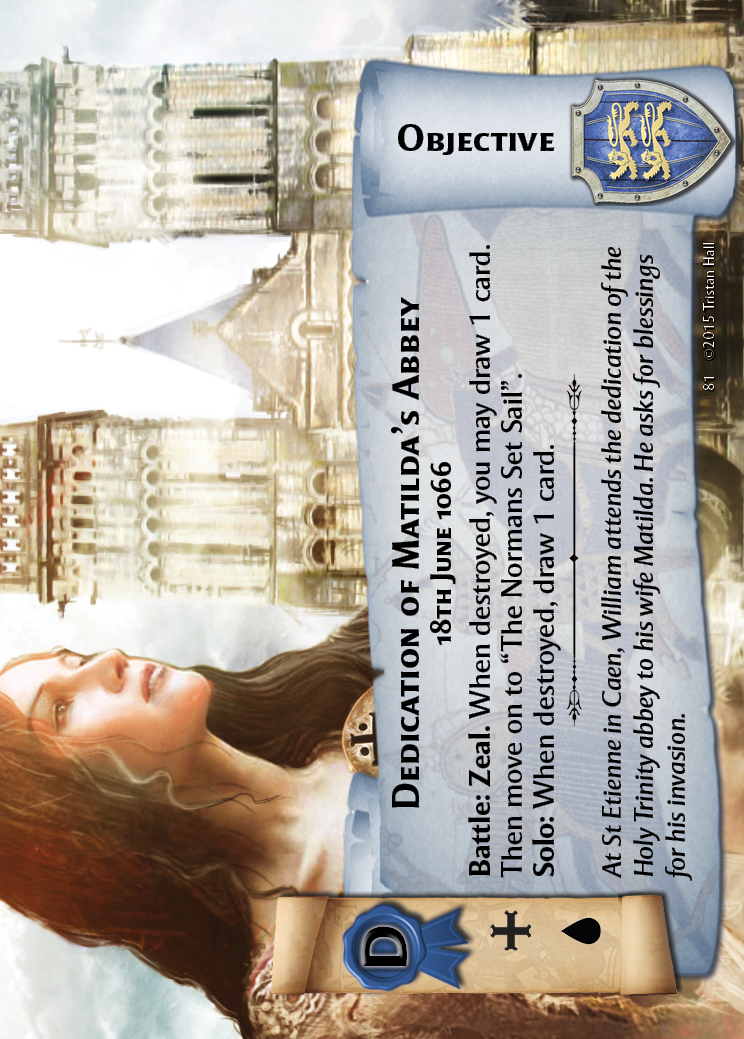 OBJECTIVE
DEDICATION OF MATILDA'S ABBEY
18TH JUNE 1066
Battle: Zeal. When destroyed, you may draw 1 card.
Then move on to “The Normans Set Sail”.
Solo: When destroyed, draw 1 card.
At St Etienne in Caen, William attends the dedication of the
Holy Trinity abbey to his wife Matilda. He asks for blessings
for his invasion.
D
81 ©2015 Tristan Hall